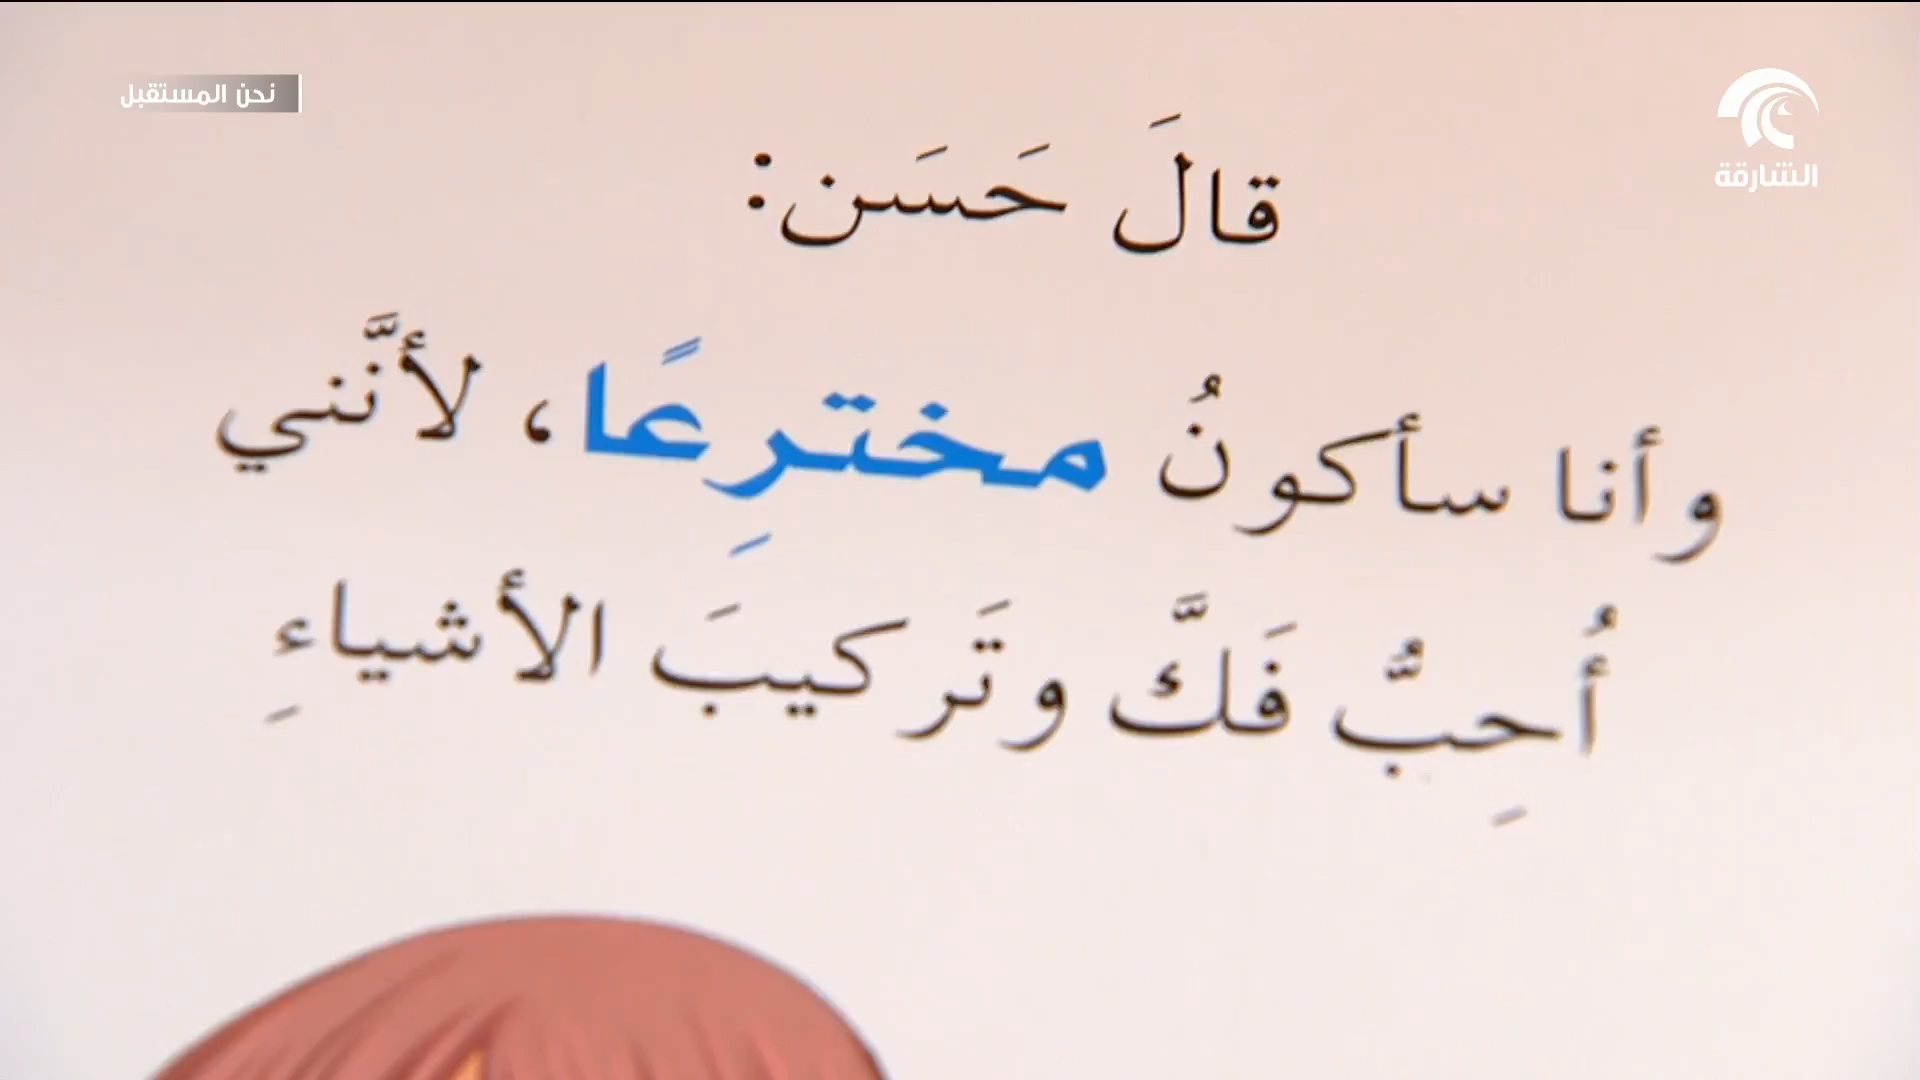 نحن المستقبل
الشارقة
قالَ حَسَن:
وأنا سأكونُ مخترِعًا، لأنَّني
أُحِبُّ فَكَّ وتَركيبَ الأشياءِ